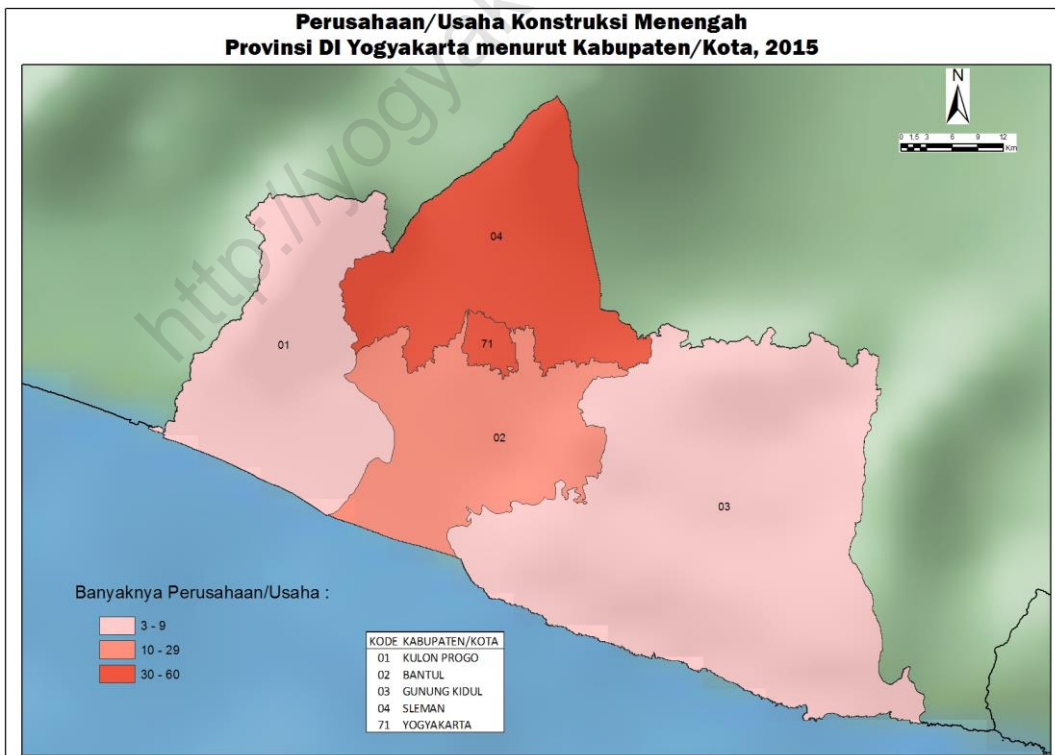 Perusahaan/Usaha Konstruksi Menengah
Provinsi DI Yogyakarta menurut Kabupaten/Kota, 2015
http://yogyak
N
0 1,5 3 6 9 12
Km
04
71
01
02
03
Banyaknya Perusahaan/Usaha :
3 - 9
10 - 29
30 - 60
KODE KABUPATEN/KOTA
01 KULON PROGO
02 BANTUL
03 GUNUNG KIDUL
04 SLEMAN
71 YOGYAKARTA